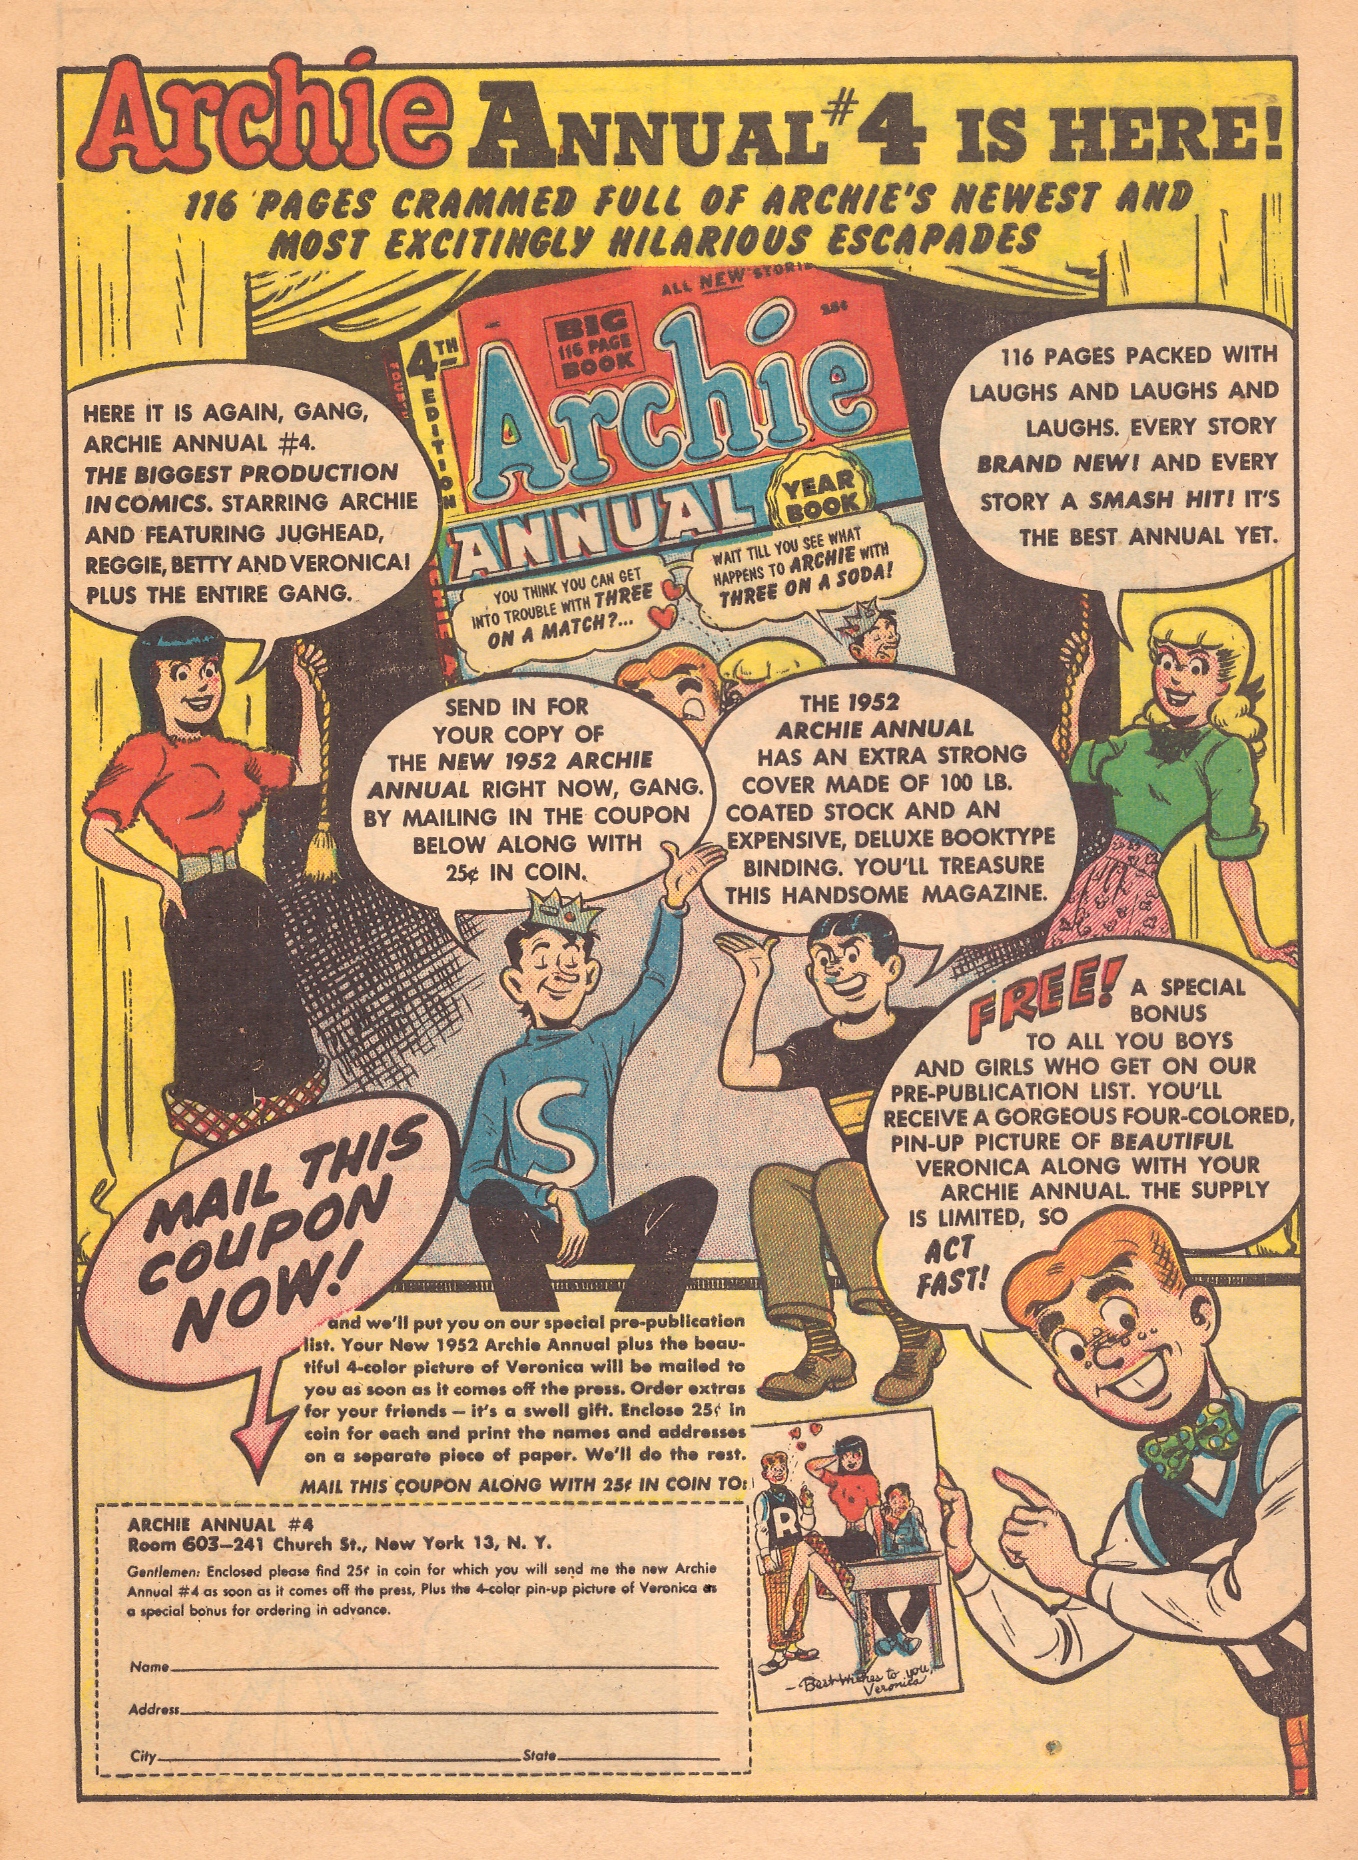 Archie ANNUAL #4 IS HERE!
116 PAGES CRAMMED FULL OF ARCHIE'S NEWEST AND
MOST EXCITINGLY HILARIOUS ESCAPADES
HERE IT IS AGAIN, GANG,
ARCHIE ANNUAL #4.
THE BIGGEST PRODUCTION
IN COMICS. STARRING ARCHIE
AND FEATURING JUGHEAD,
REGGIE, BETTY AND VERONICA!
PLUS THE ENTIRE GANG.
ALL NEW STORIE
4TH
EDITION
BIG
116 PAGE
BOOK
25¢
Archie
ANNUAL
YEAR
BOOK
YOU THINK YOU CAN GET
INTO TROUBLE WITH THREE
ON A MATCH?...
WAIT TILL YOU SEE WHAT
HAPPENS TO ARCHIE WITH
THREE ON A SODA!
116 PAGES PACKED WITH
LAUGHS AND LAUGHS AND
LAUGHS. EVERY STORY
BRAND NEW! AND EVERY
STORY A SMASH HIT! IT'S
THE BEST ANNUAL YET.
SEND IN FOR
YOUR COPY OF
THE NEW 1952 ARCHIE
ANNUAL RIGHT NOW, GANG.
BY MAILING IN THE COUPON
BELOW ALONG WITH
25¢ IN COIN.
THE 1952
ARCHIE ANNUAL
HAS AN EXTRA STRONG
COVER MADE OF 100 LB.
COATED STOCK AND AN
EXPENSIVE, DELUXE BOOKTYPE
BINDING. YOU'LL TREASURE
THIS HANDSOME MAGAZINE.
S
FREE! A SPECIAL
BONUS
TO ALL YOU BOYS
AND GIRLS WHO GET ON OUR
PRE-PUBLICATION LIST. YOU'LL
RECEIVE A GORGEOUS FOUR-COLORED,
PIN-UP PICTURE OF BEAUTIFUL
VERONICA ALONG WITH YOUR
ARCHIE ANNUAL. THE SUPPLY
IS LIMITED, SO
ACT
FAST!
MAIL THIS
COUPON
NOW!
and we'll put you on our special pre-publication
list. Your New 1952 Archie Annual plus the beau-
tiful 4-color picture of Veronica will be mailed to
you as soon as it comes off the press. Order extras
for your friends — it's a swell gift. Enclose 25¢ in
coin for each and print the names and addresses
on a separate piece of paper. We'll do the rest.
MAIL THIS COUPON ALONG WITH 25¢ IN COIN TO:
ARCHIE ANNUAL #4
Room 603—241 Church St., New York 13, N. Y.
Gentlemen: Enclosed please find 25¢ in coin for which you will send me the new Archie
Annual #4 as soon as it comes off the press, Plus the 4-color pin-up picture of Veronica as
a special bonus for ordering in advance.
Name
Address
City State
R
—Best Wishes to you,
Veronica